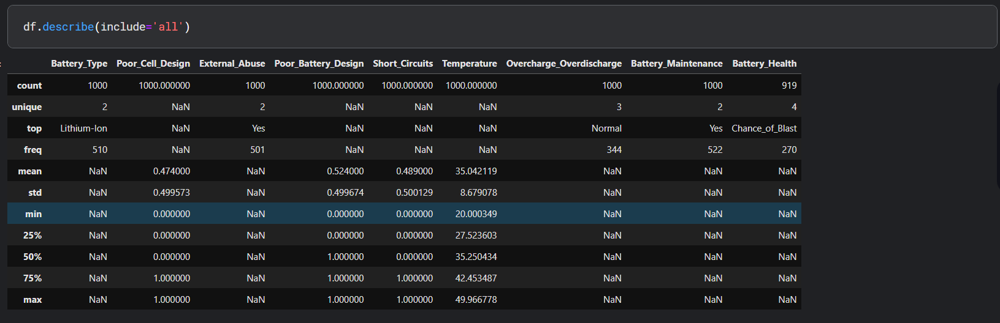 df.describe(include='all')
Battery_Type Poor_Cell_Design External_Abuse Poor_Battery_Design Short_Circuits Temperature Overcharge_Overdischarge Battery_Maintenance Battery_Health
count 1000 1000.000000 1000 1000.000000 1000.000000 1000.000000 1000 1000 919
unique 2 NaN 2 NaN NaN NaN 3 2 4
top Lithium-Ion NaN Yes NaN NaN NaN Normal Yes Chance_of_Blast
freq 510 NaN 501 NaN NaN NaN 344 522 270
mean NaN 0.474000 NaN 0.524000 0.489000 35.042119 NaN NaN NaN
std NaN 0.499573 NaN 0.499674 0.500129 8.679078 NaN NaN NaN
min NaN 0.000000 NaN 0.000000 0.000000 20.000349 NaN NaN NaN
25% NaN 0.000000 NaN 0.000000 0.000000 27.523603 NaN NaN NaN
50% NaN 0.000000 NaN 1.000000 0.000000 35.250434 NaN NaN NaN
75% NaN 1.000000 NaN 1.000000 1.000000 42.453487 NaN NaN NaN
max NaN 1.000000 NaN 1.000000 1.000000 49.966778 NaN NaN NaN